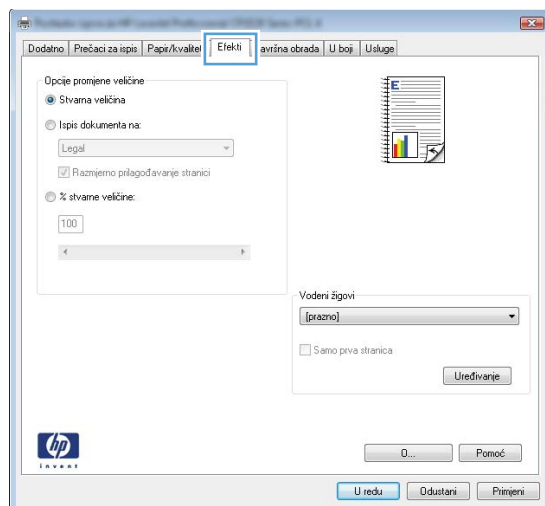 Dodatno Prečaci za ispis Papir/kvalitet Efekti avršna obrada U boji Usluge
Opcije promjene veličine
Stvarna veličina
Ispis dokumenta na:
Legal
Razmjerno prilagođavanje stranici
% stvarne veličine:
100
E
Vodeni žigovi
[prazno]
Samo prva stranica
Uređivanje
hp
invent
O... Pomoć
U redu Odustani Primjeni